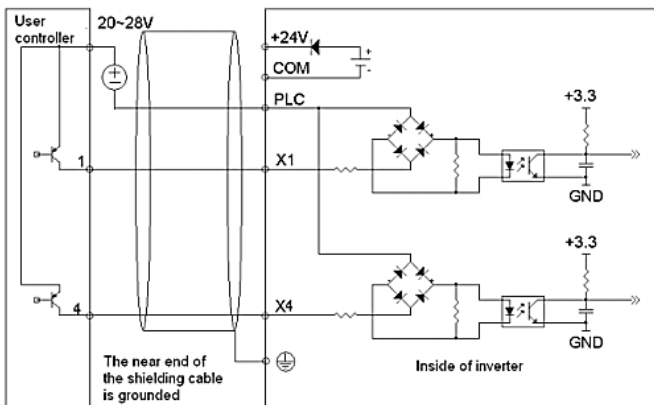 User
controller
20~28V
+24V
COM
PLC
+3.3
1
X1
GND
+3.3
4
X4
GND
The near end of
the shielding cable
is grounded
Inside of inverter